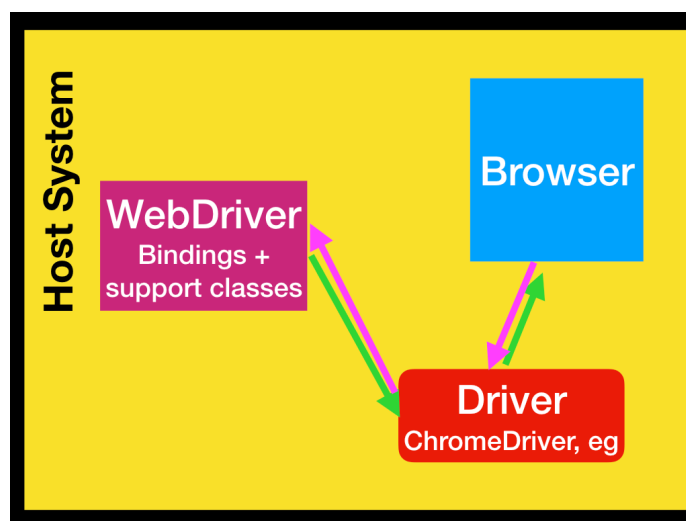 Host System
WebDriver
Bindings +
support classes
Browser
Driver
ChromeDriver, eg